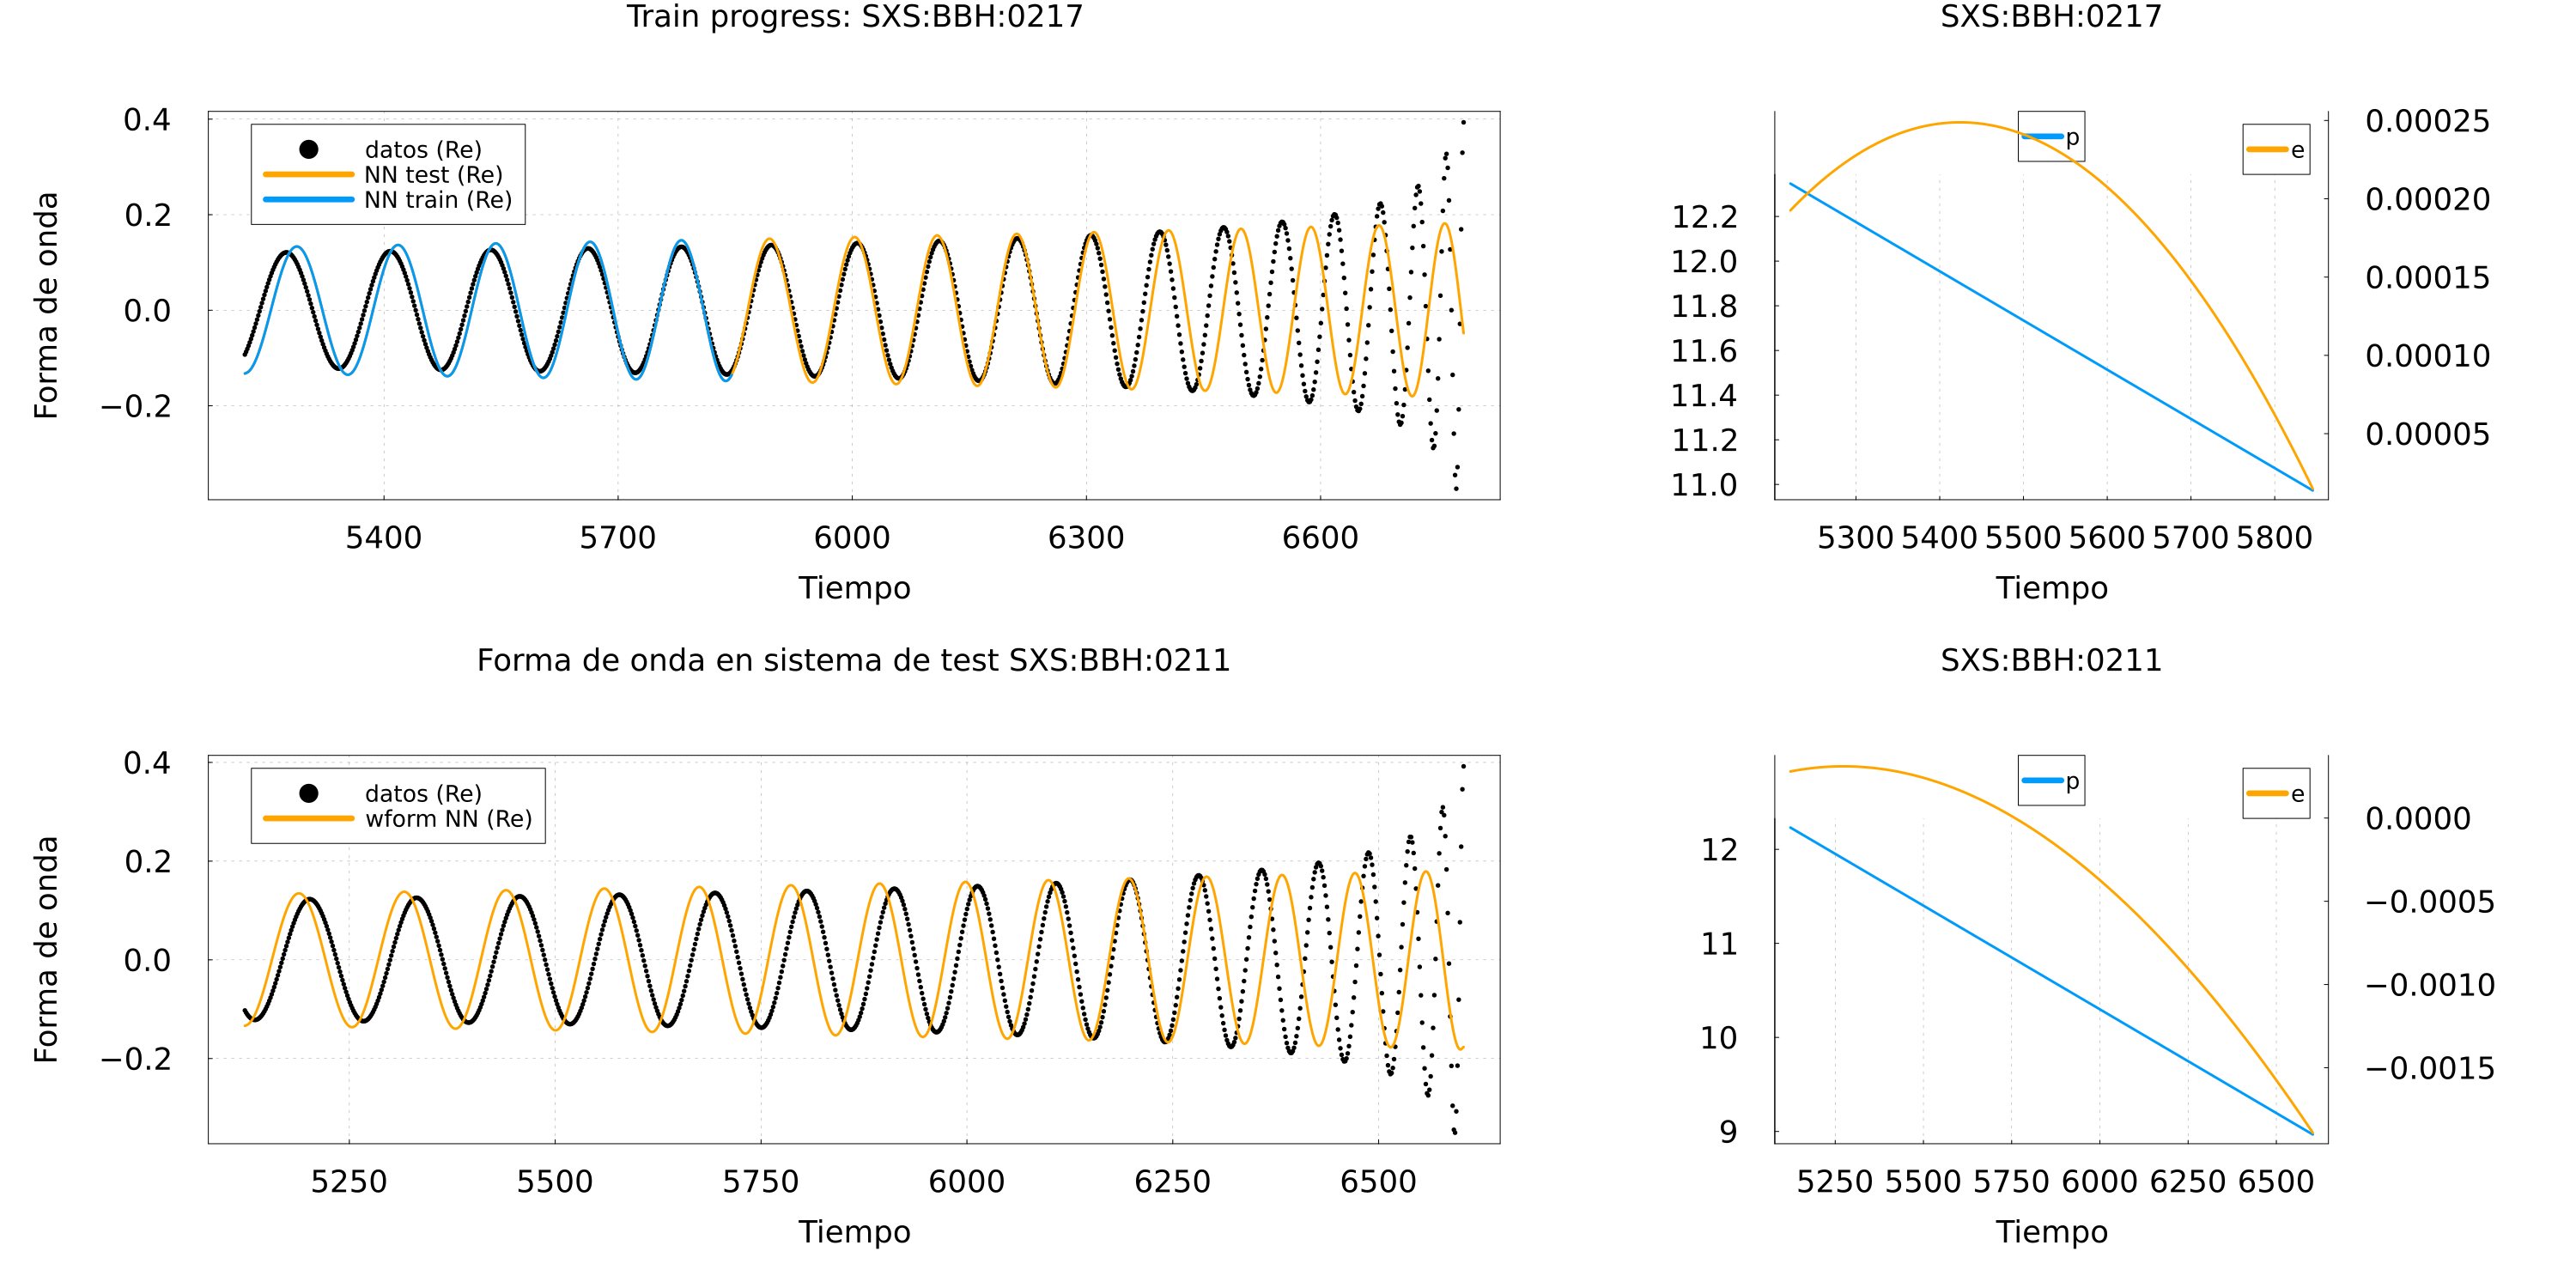 Train progress: SXS:BBH:0217
SXS:BBH:0217
Forma de onda
0.4
0.2
0.0
−0.2
datos (Re)
NN test (Re)
NN train (Re)
5400 5700 6000 6300 6600
Tiempo
12.2
12.0
11.8
11.6
11.4
11.2
11.0
p
e
0.00025
0.00020
0.00015
0.00010
0.00005
5300 5400 5500 5600 5700 5800
Tiempo
Forma de onda en sistema de test SXS:BBH:0211
SXS:BBH:0211
Forma de onda
0.4
0.2
0.0
−0.2
datos (Re)
wform NN (Re)
5250 5500 5750 6000 6250 6500
Tiempo
12
11
10
9
p
e
0.0000
−0.0005
−0.0010
−0.0015
5250 5500 5750 6000 6250 6500
Tiempo